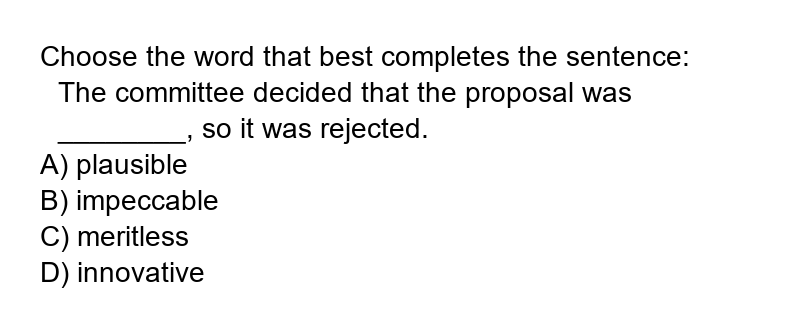 Choose the word that best completes the sentence:
The committee decided that the proposal was
________, so it was rejected.
A) plausible
B) impeccable
C) meritless
D) innovative